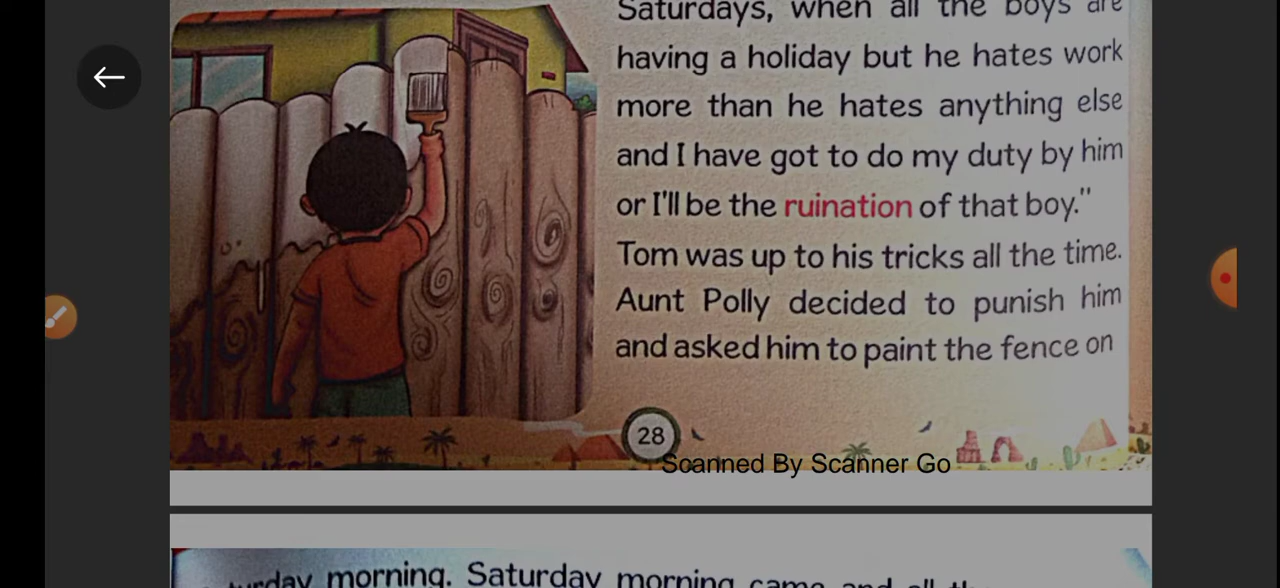 Saturdays, when all the boys are
having a holiday but he hates work
more than he hates anything else
and I have got to do my duty by him
or I'll be the ruination of that boy."
Tom was up to his tricks all the time.
Aunt Polly decided to punish him
and asked him to paint the fence on
28
Scanned By Scanner Go
morning. Saturday morning came and all